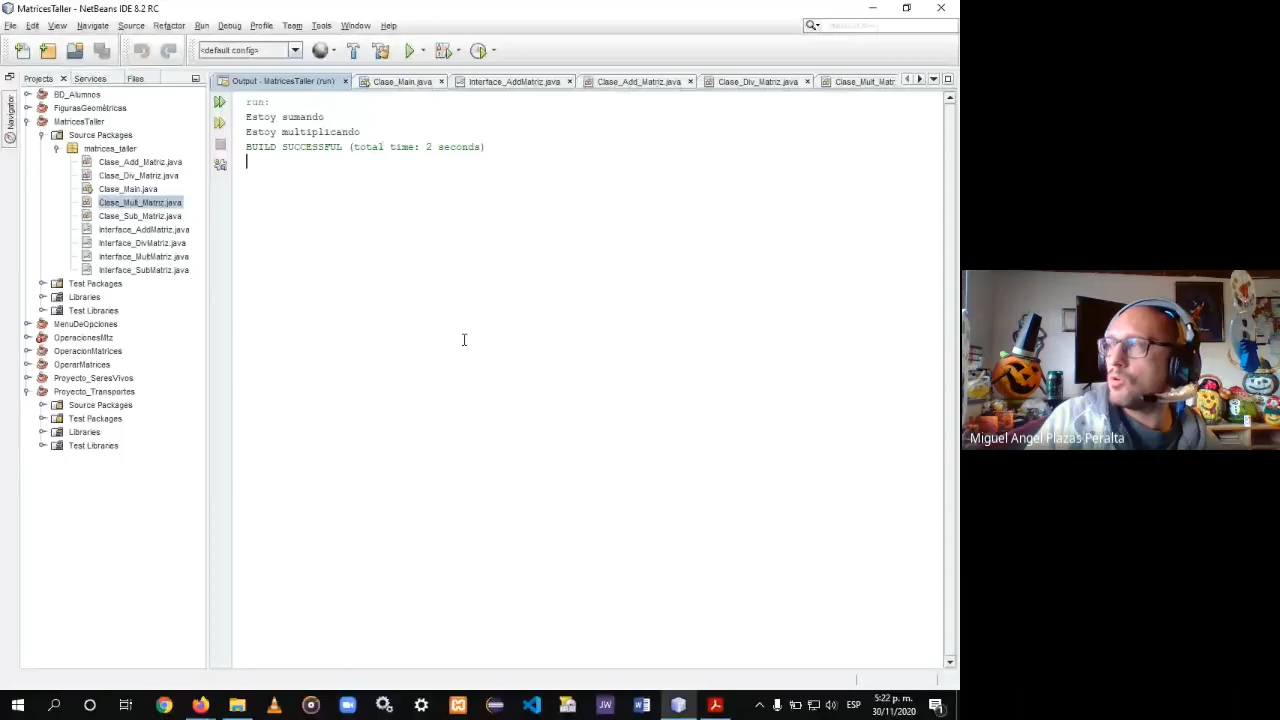 MatricesTaller - NetBeans IDE 8.2 RC
File Edit View Navigate Source Refactor Run Debug Profile Team Tools Window Help
<default config>
Projects Services Files
Output - MatricesTaller (run) Clase_Main.java Interface_AddMatriz.java Clase_Add_Matriz.java Clase_Div_Matriz.java Clase_Mult_Matr
Navigator
BD_Alumnos
FigurasGeométricas
MatricesTaller
Source Packages
matrices_taller
Clase_Add_Matriz.java
Clase_Div_Matriz.java
Clase_Main.java
Clase_Mult_Matriz.java
Clase_Sub_Matriz.java
Interface_AddMatriz.java
Interface_DivMatriz.java
Interface_MultMatriz.java
Interface_SubMatriz.java
Test Packages
Libraries
Test Libraries
MenuDeOpciones
OperacionesMtz
OperacionMatrices
OperarMatrices
Proyecto_SeresVivos
Proyecto_Transportes
Source Packages
Test Packages
Libraries
Test Libraries
run:
Estoy sumando
Estoy multiplicando
BUILD SUCCESSFUL (total time: 2 seconds)
Miguel Angel Plazas Peralta
JW
ESP
5:22 p. m.
30/11/2020